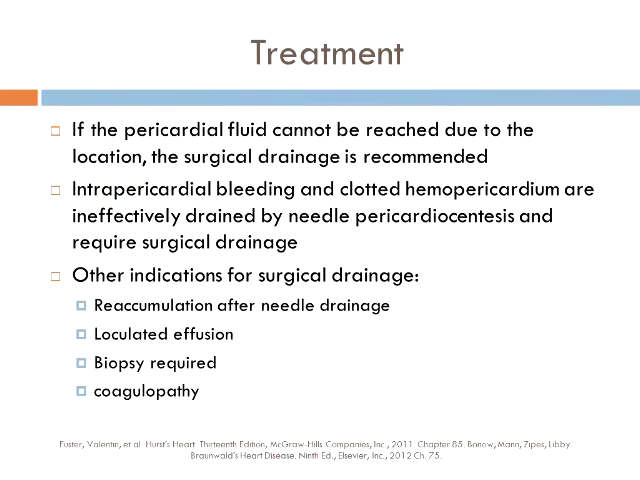 Treatment
If the pericardial fluid cannot be reached due to the
location, the surgical drainage is recommended
Intrapericardial bleeding and clotted hemopericardium are
ineffectively drained by needle pericardiocentesis and
require surgical drainage
Other indications for surgical drainage:
Reaccumulation after needle drainage
Loculated effusion
Biopsy required
coagulopathy
Fuster, Valentin, et al. Hurst's Heart. Thirteenth Edition, McGraw-Hills Companies, Inc., 2011. Chapter 85. Bonow, Mann, Zipes, Libby.
Braunwald's Heart Disease. Ninth Ed., Elsevier, Inc., 2012 Ch. 75.